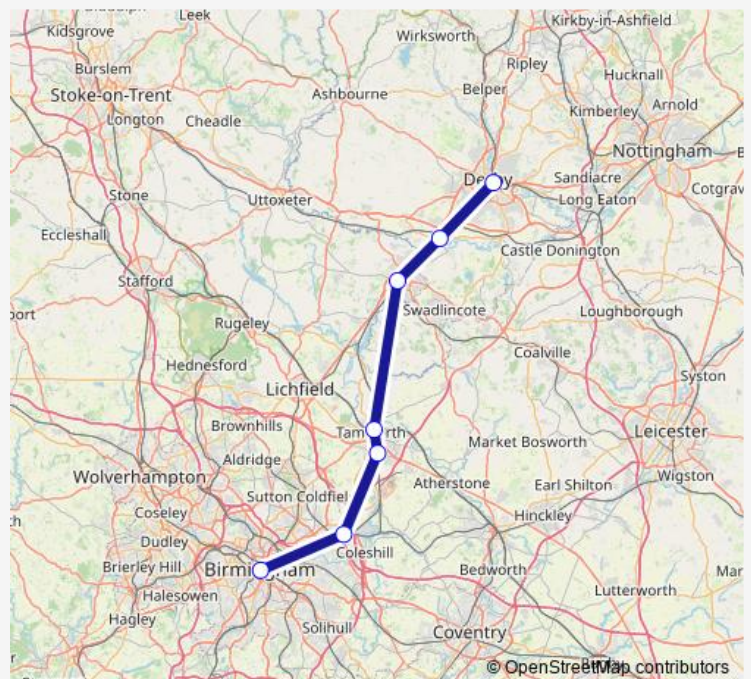 Leek
Kidsgrove
Wirksworth
Kirkby-in-Ashfield
Burslem
Ripley
Hucknall
Stoke-on-Trent
Ashbourne
Belper
Arnold
Longton
Cheadle
Kimberley
Nottingham
Derby
Sandiacre
Stone
Uttoxeter
Long Eaton
Cotgrav
Eccleshall
Castle Donington
Stafford
Swadlincote
Loughborough
port
Rugeley
Coalville
Hednesford
Syston
Lichfield
Brownhills
Tamworth
Market Bosworth
Leicester
Aldridge
Wolverhampton
Atherstone
Earl Shilton
Wigston
Sutton Coldfield
Coseley
Hinckley
Dudley
Coleshill
Brierley Hill
Birmingham
Bedworth
Mar
Halesowen
Lutterworth
Hagley
Solihull
Coventry
© OpenStreetMap contributors